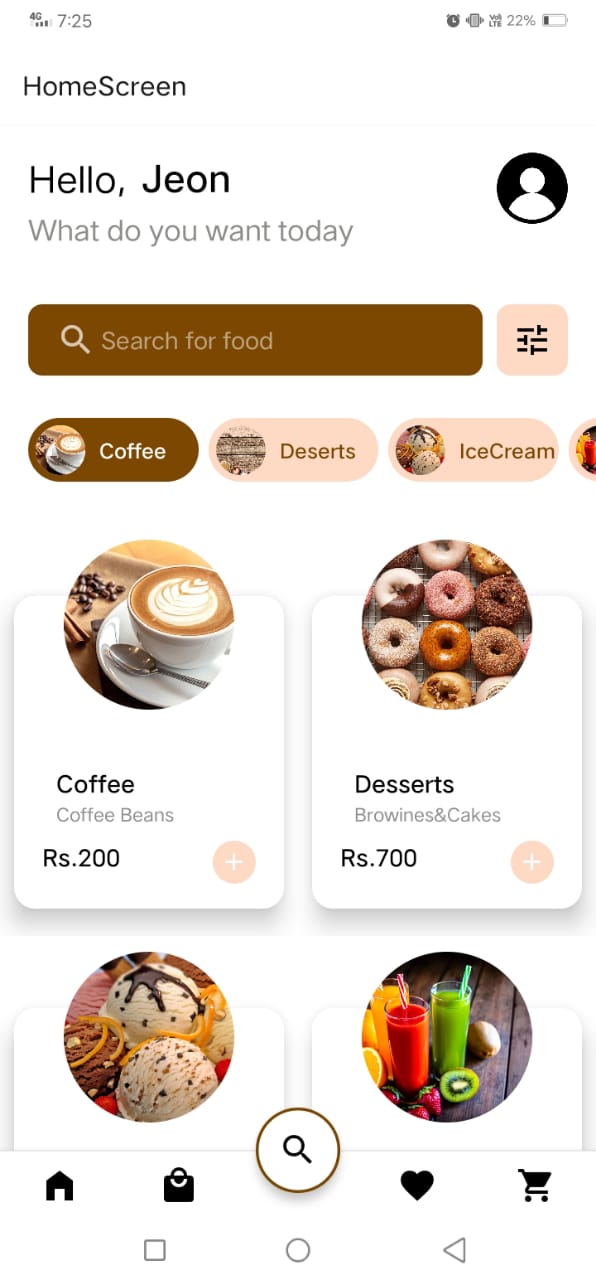 4G 7:25 Vo) LTE 22%
HomeScreen
Hello, Jeon
What do you want today
Search for food
Coffee Deserts IceCream
Coffee Desserts
Coffee Beans Browines&Cakes
Rs.200 Rs.700